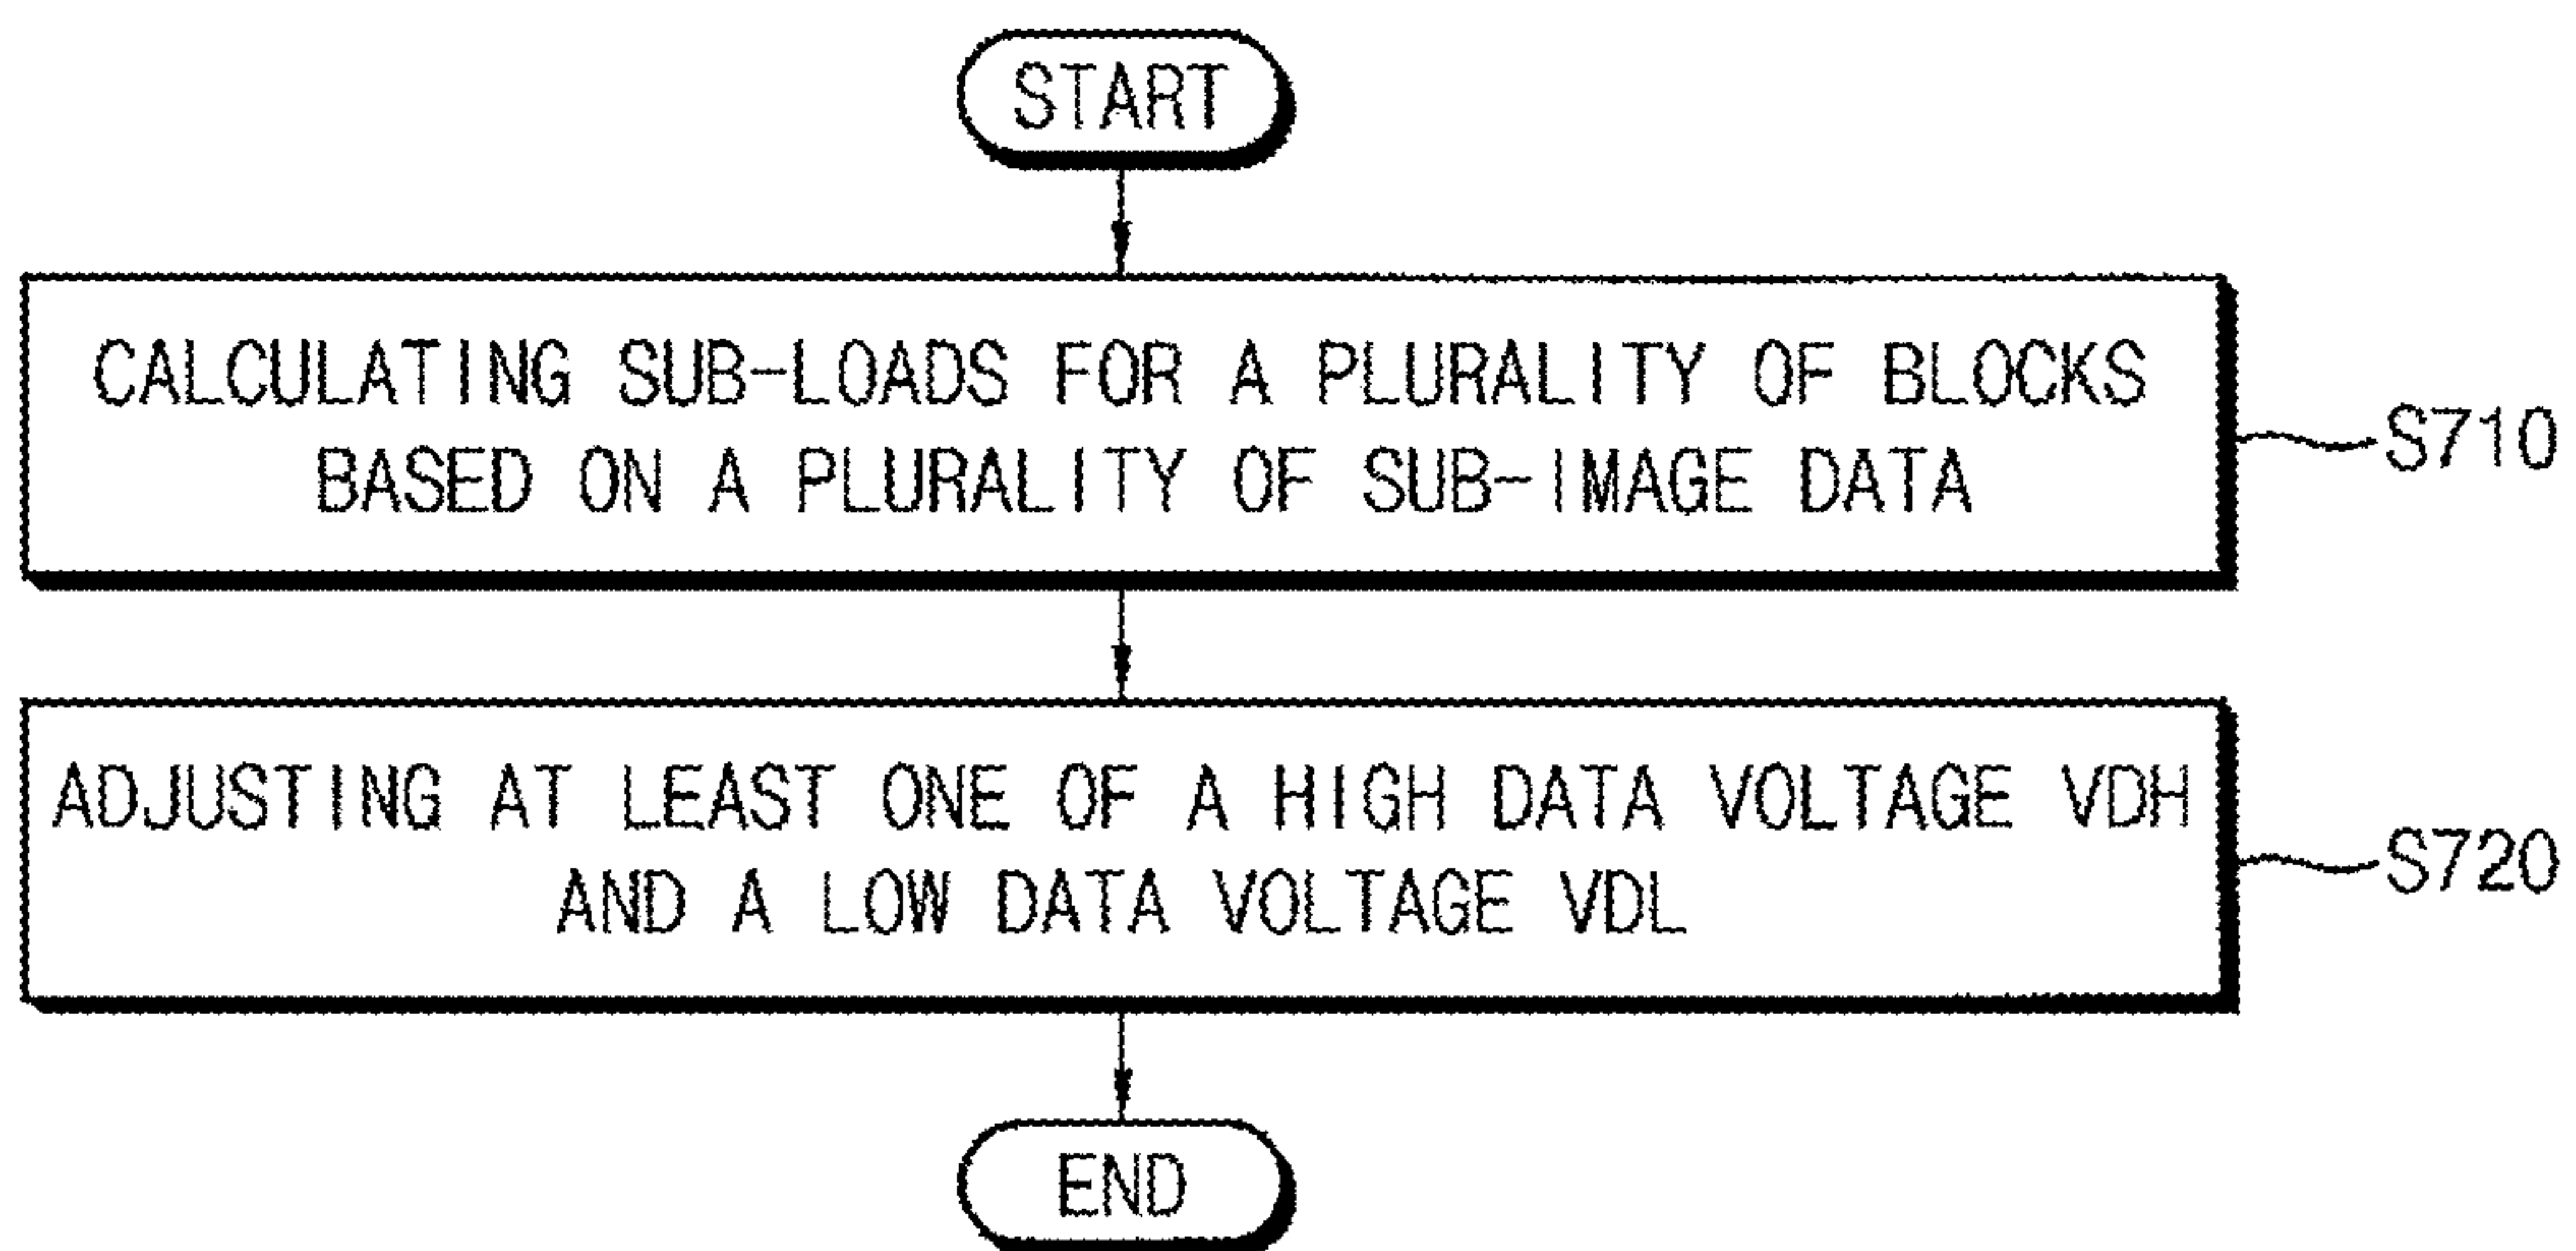 START
CALCULATING SUB-LOADS FOR A PLURALITY OF BLOCKS
BASED ON A PLURALITY OF SUB-IMAGE DATA
S710
ADJUSTING AT LEAST ONE OF A HIGH DATA VOLTAGE VDH
AND A LOW DATA VOLTAGE VDL
S720
END